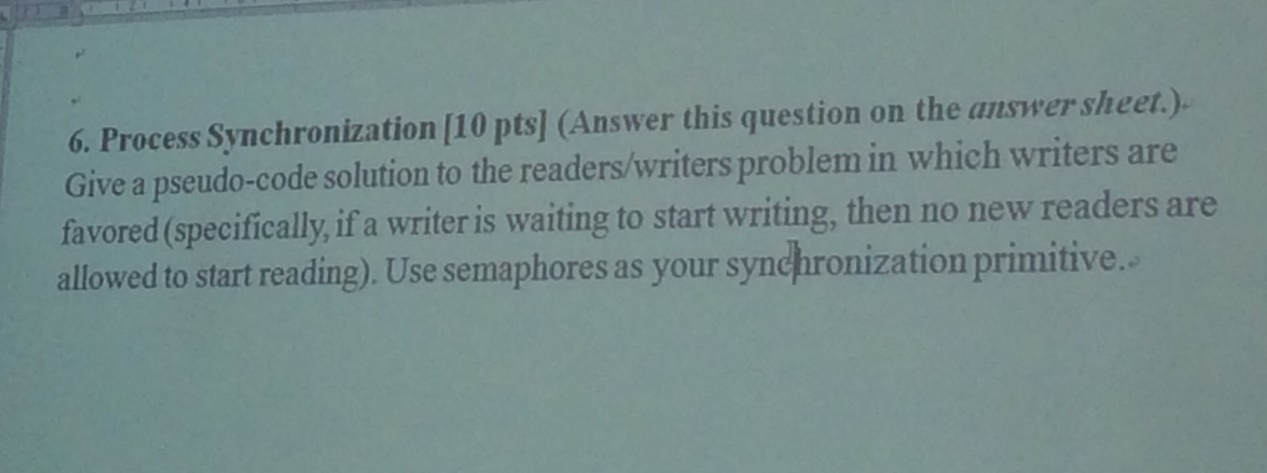 6. Process Synchronization [10 pts] (Answer this question on the answer sheet.)
Give a pseudo-code solution to the readers/writers problem in which writers are
favored (specifically, if a writer is waiting to start writing, then no new readers are
allowed to start reading). Use semaphores as your synchronization primitive.